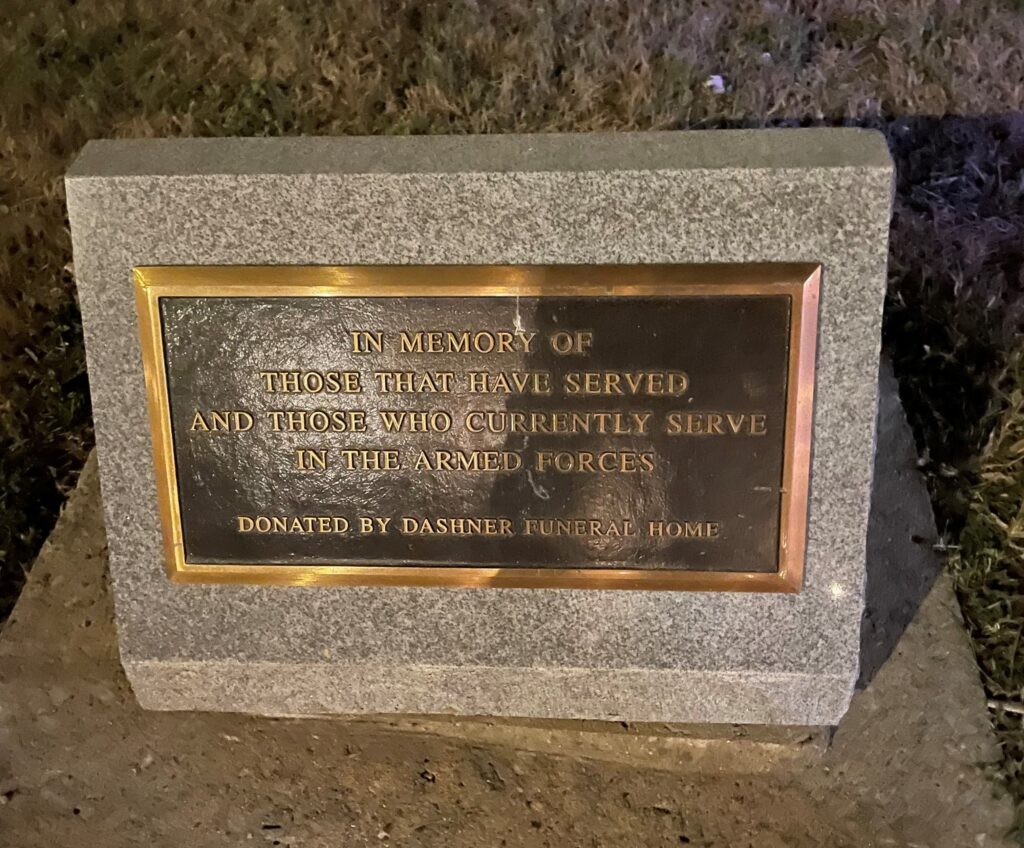 IN MEMORY OF
THOSE THAT HAVE SERVED
AND THOSE WHO CURRENTLY SERVE
IN THE ARMED FORCES
DONATED BY DASHNER FUNERAL HOME